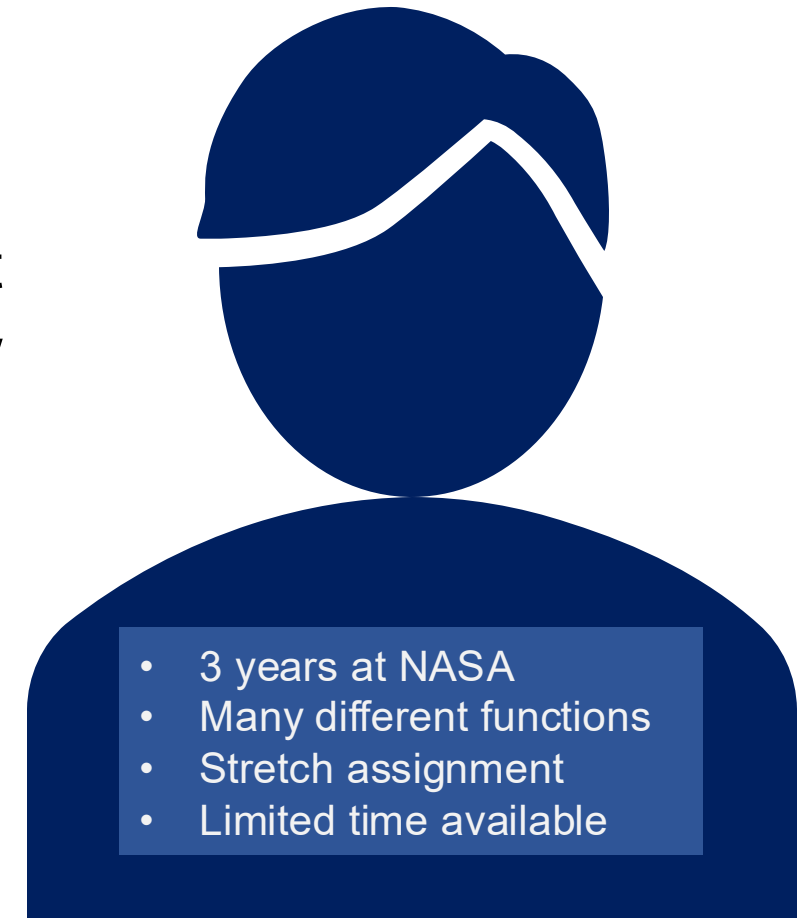 • 3 years at NASA
• Many different functions
• Stretch assignment
• Limited time available